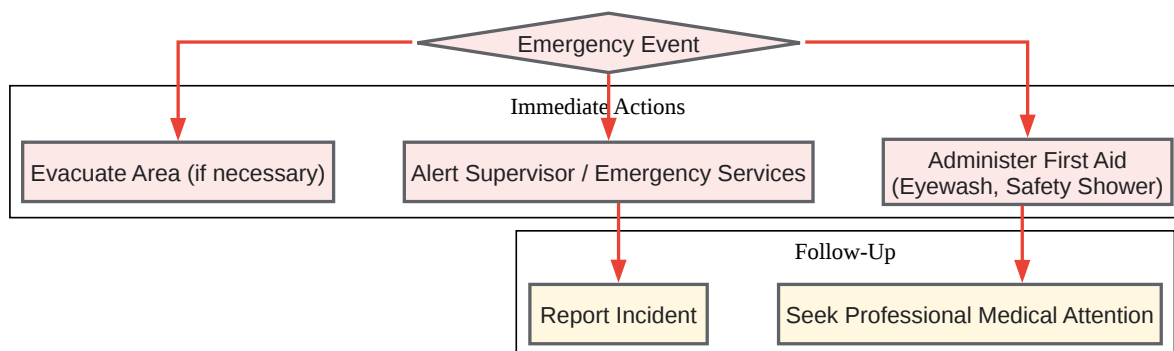 Emergency Event
Immediate Actions
Evacuate Area (if necessary)
Alert Supervisor / Emergency Services
Administer First Aid
(Eyewash, Safety Shower)
Follow-Up
Report Incident
Seek Professional Medical Attention